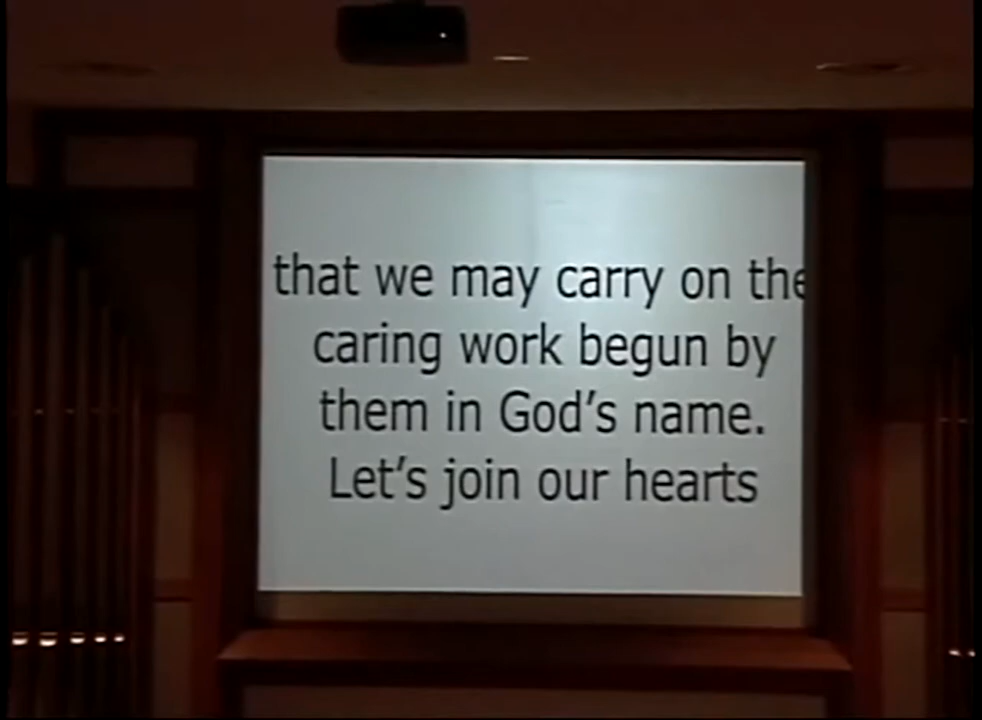 that we may carry on the
caring work begun by
them in God's name.
Let's join our hearts